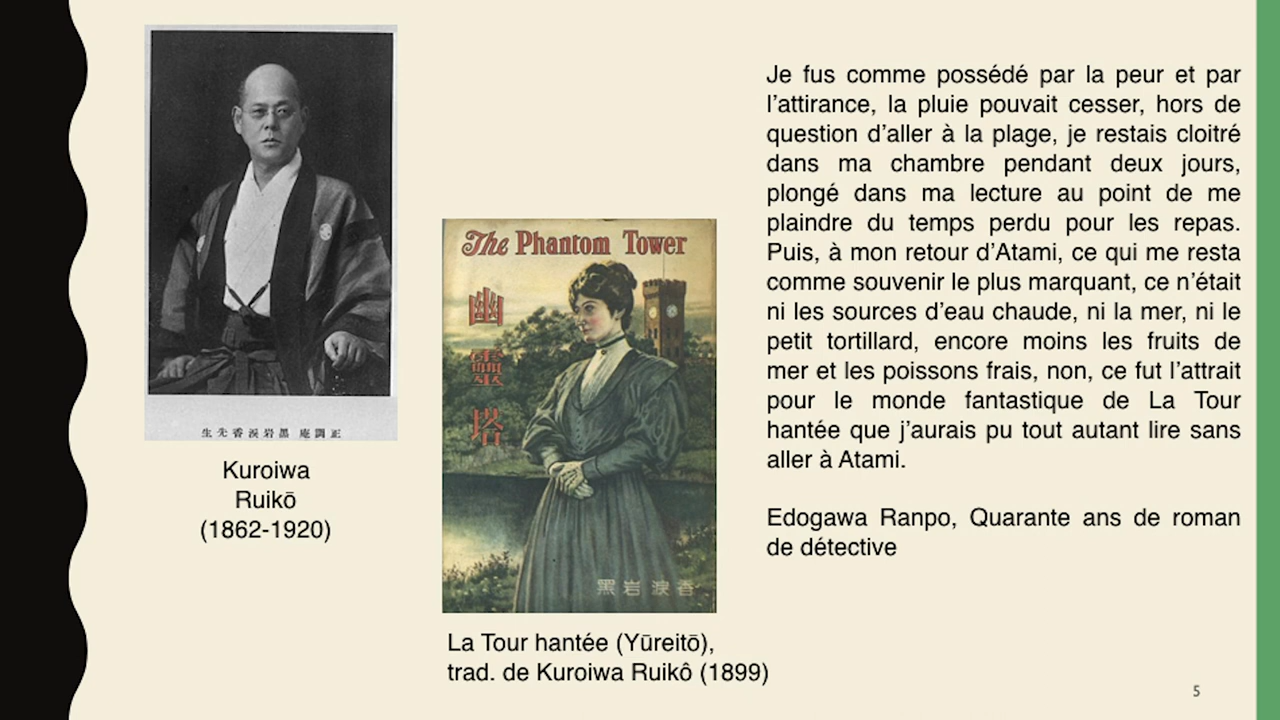 正調庵 黒岩涙香先生
Kuroiwa
Ruikō
(1862-1920)
The Phantom Tower
幽
靈
塔
黑岩淚香
La Tour hantée (Yūreitō),
trad. de Kuroiwa Ruikô (1899)
Je fus comme possédé par la peur et par
l’attirance, la pluie pouvait cesser, hors de
question d’aller à la plage, je restais cloitré
dans ma chambre pendant deux jours,
plongé dans ma lecture au point de me
plaindre du temps perdu pour les repas.
Puis, à mon retour d’Atami, ce qui me resta
comme souvenir le plus marquant, ce n’était
ni les sources d’eau chaude, ni la mer, ni le
petit tortillard, encore moins les fruits de
mer et les poissons frais, non, ce fut l’attrait
pour le monde fantastique de La Tour
hantée que j’aurais pu tout autant lire sans
aller à Atami.
Edogawa Ranpo, Quarante ans de roman
de détective
5